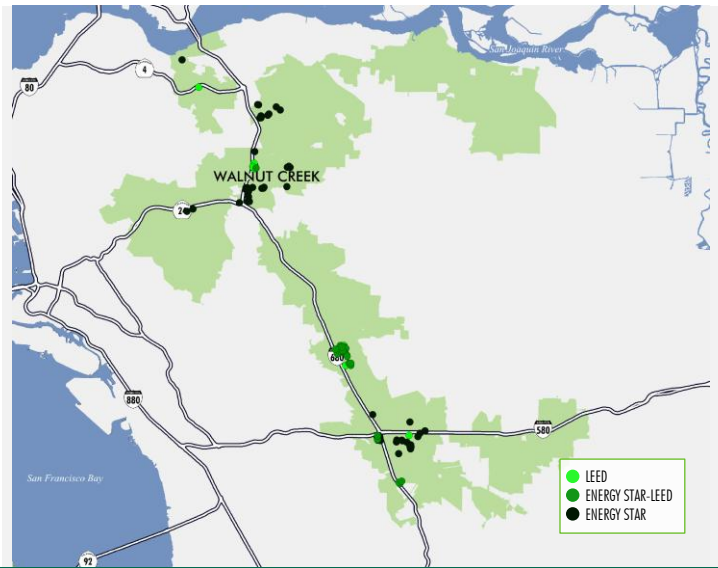 San Joaquin River
4
80
WALNUT CREEK
24
680
880
580
San Francisco Bay
92
LEED
ENERGY STAR-LEED
ENERGY STAR